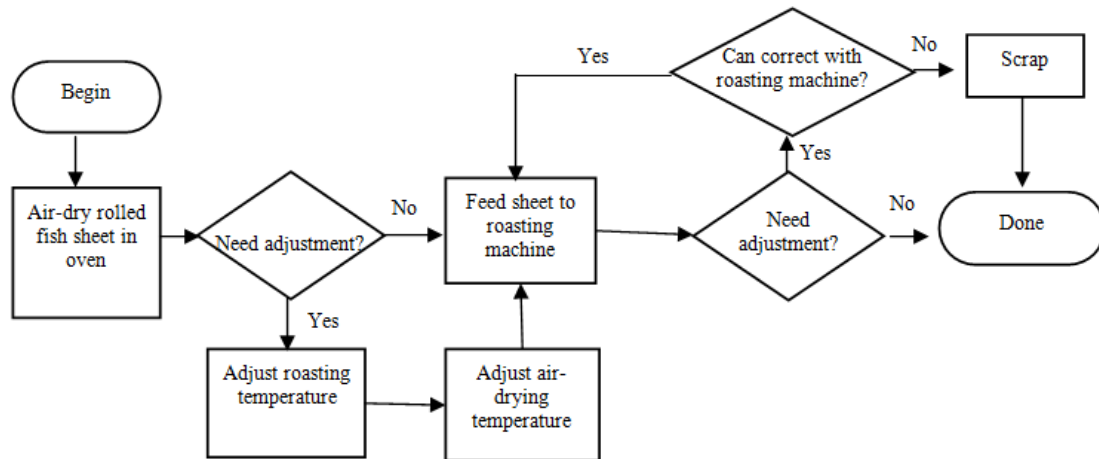 Begin
Air-dry rolled
fish sheet in
oven
Need adjustment?
No
Yes
Adjust roasting
temperature
Adjust air-
drying
temperature
Feed sheet to
roasting
machine
Need
adjustment?
Yes
No
Can correct with
roasting machine?
Yes
No
Scrap
Done